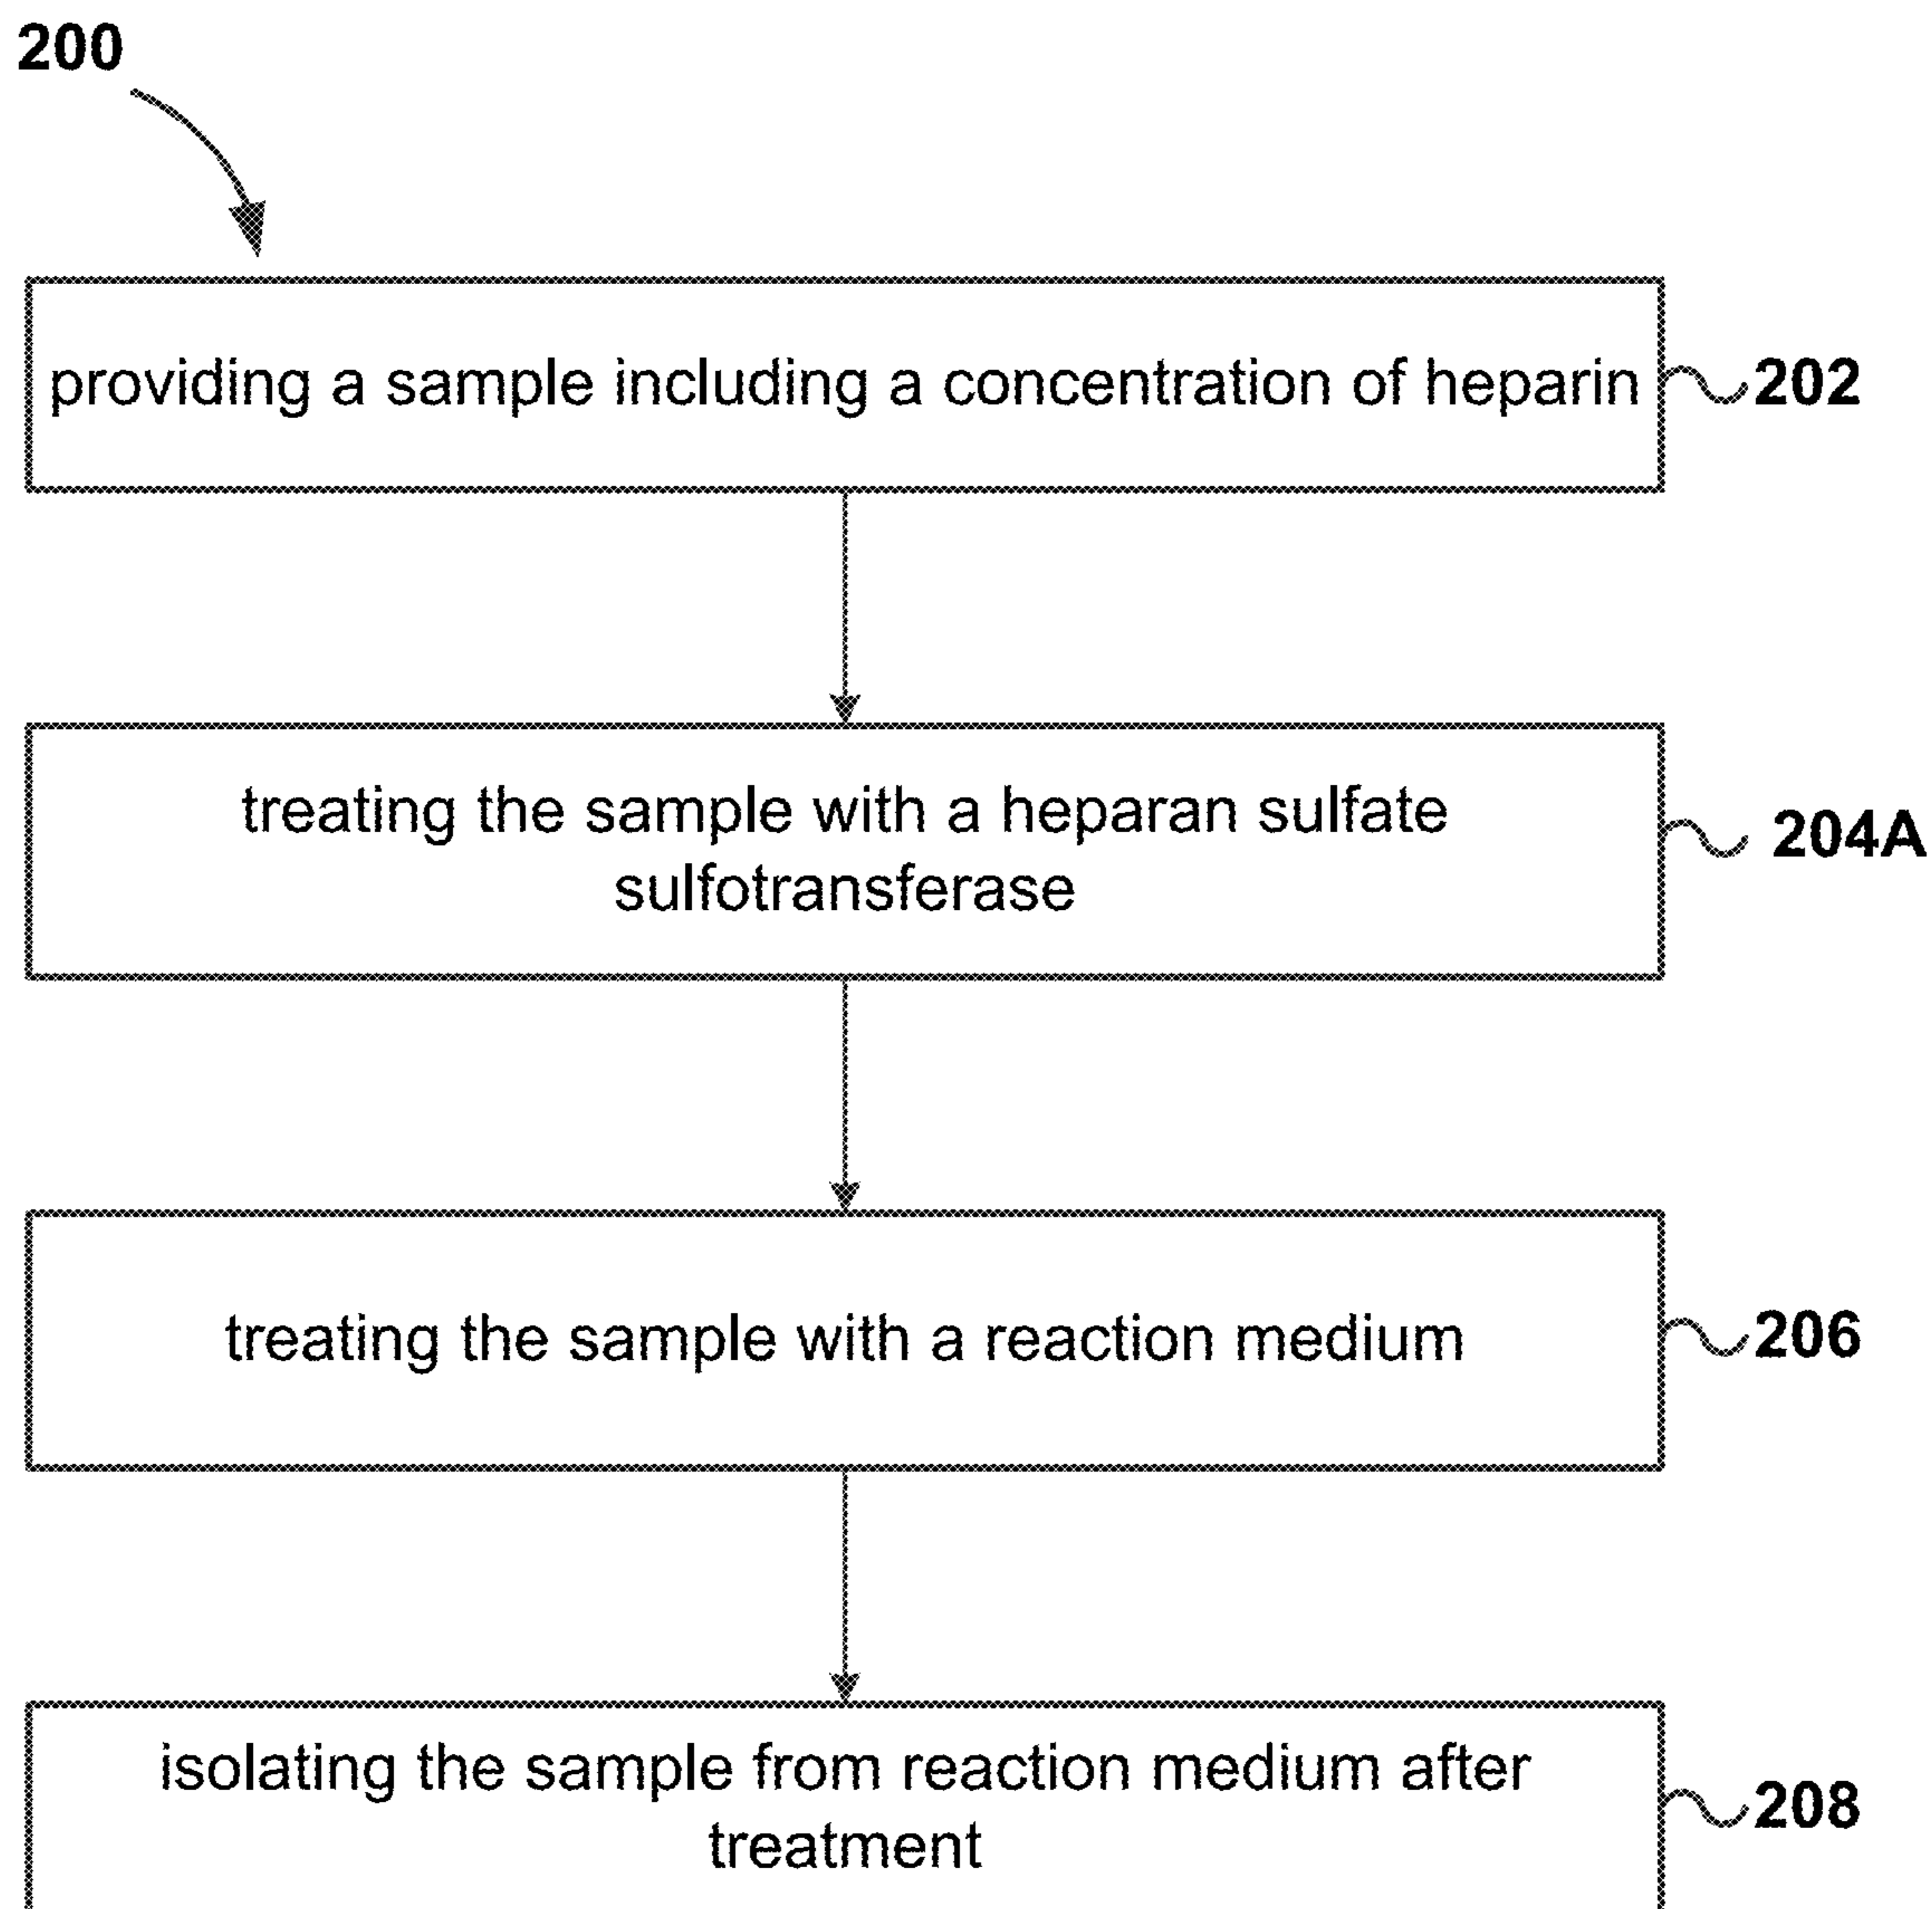 200
providing a sample including a concentration of heparin
202
treating the sample with a heparan sulfate
sulfotransferase
204A
treating the sample with a reaction medium
206
isolating the sample from reaction medium after
treatment
208